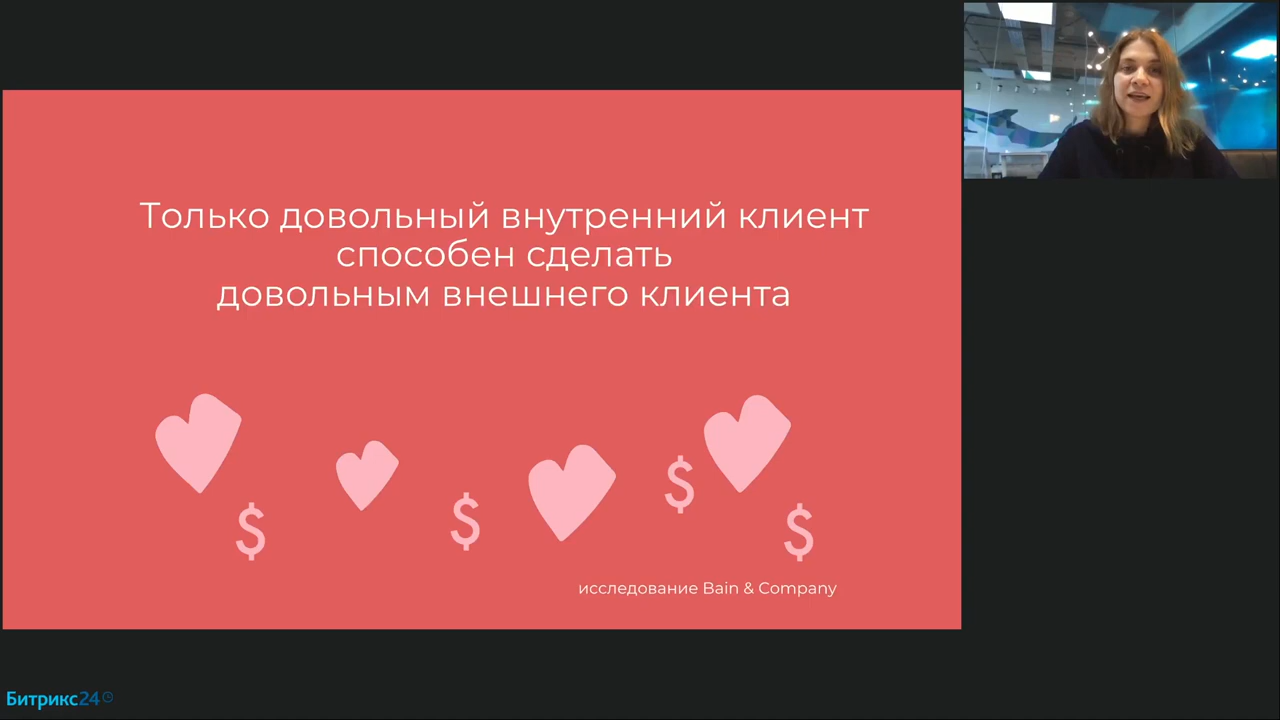 Только довольный внутренний клиент
способен сделать
довольным внешнего клиента
$
$
$
$
исследование Bain & Company
Битрикс24